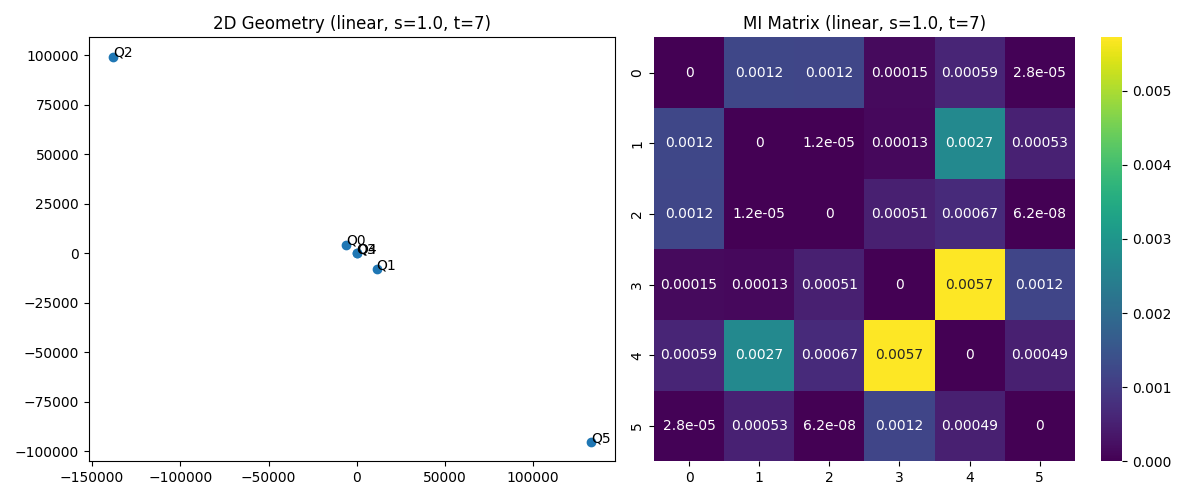 2D Geometry (linear, s=1.0, t=7)
100000
75000
50000
25000
0
−25000
−50000
−75000
−100000
−150000 −100000 −50000 0 50000 100000
Q2
Q0
Q4
Q1
Q5
MI Matrix (linear, s=1.0, t=7)
0 0 0.0012 0.0012 0.00015 0.00059 2.8e-05
1 0.0012 0 1.2e-05 0.00013 0.0027 0.00053
2 0.0012 1.2e-05 0 0.00051 0.00067 6.2e-08
3 0.00015 0.00013 0.00051 0 0.0057 0.0012
4 0.00059 0.0027 0.00067 0.0057 0 0.00049
5 2.8e-05 0.00053 6.2e-08 0.0012 0.00049 0
0 1 2 3 4 5
0.005
0.004
0.003
0.002
0.001
0.000